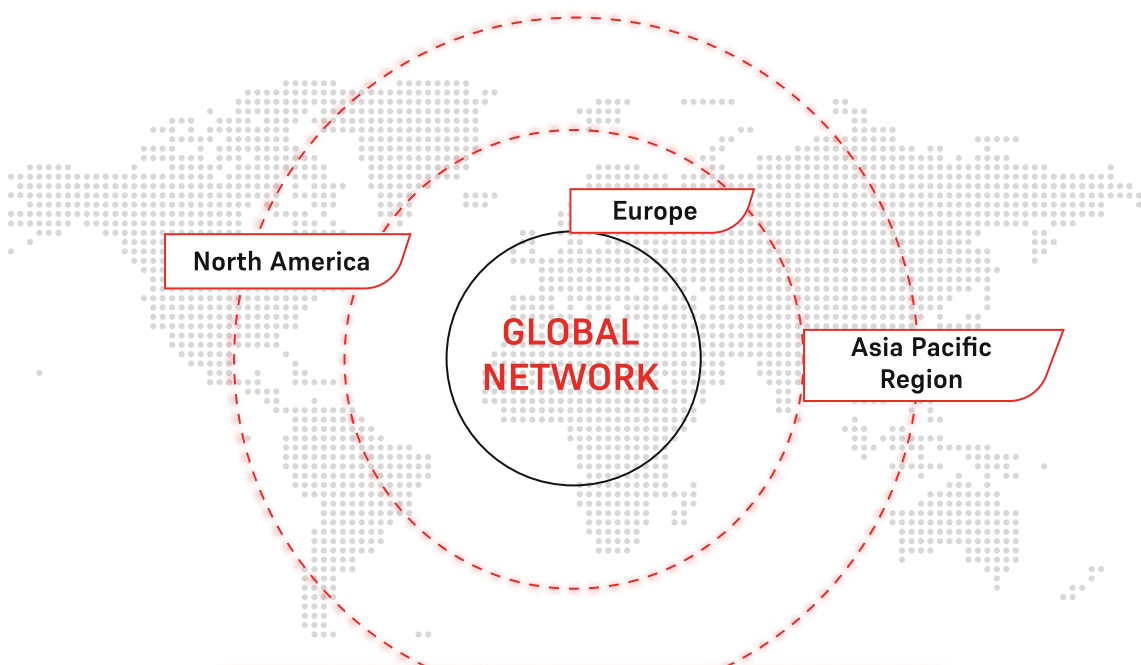 Europe
North America
GLOBAL
NETWORK
Asia Pacific
Region